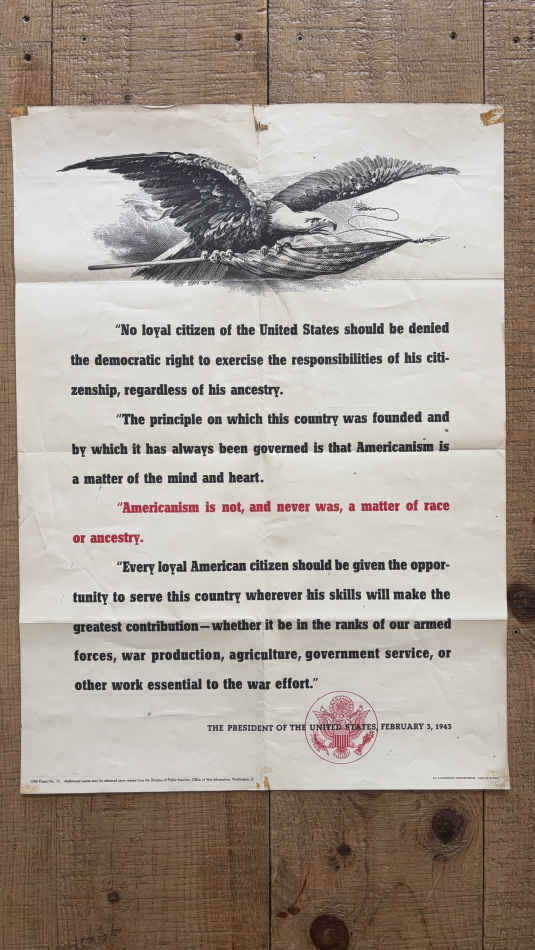 “No loyal citizen of the United States should be denied
the democratic right to exercise the responsibilities of his citi-
zenship, regardless of his ancestry.
“The principle on which this country was founded and
by which it has always been governed is that Americanism is
a matter of the mind and heart.
“Americanism is not, and never was, a matter of race
or ancestry.
“Every loyal American citizen should be given the oppor-
tunity to serve this country wherever his skills will make the
greatest contribution—whether it be in the ranks of our armed
forces, war production, agriculture, government service, or
other work essential to the war effort.”
THE PRESIDENT OF THE UNITED STATES, FEBRUARY 3, 1943